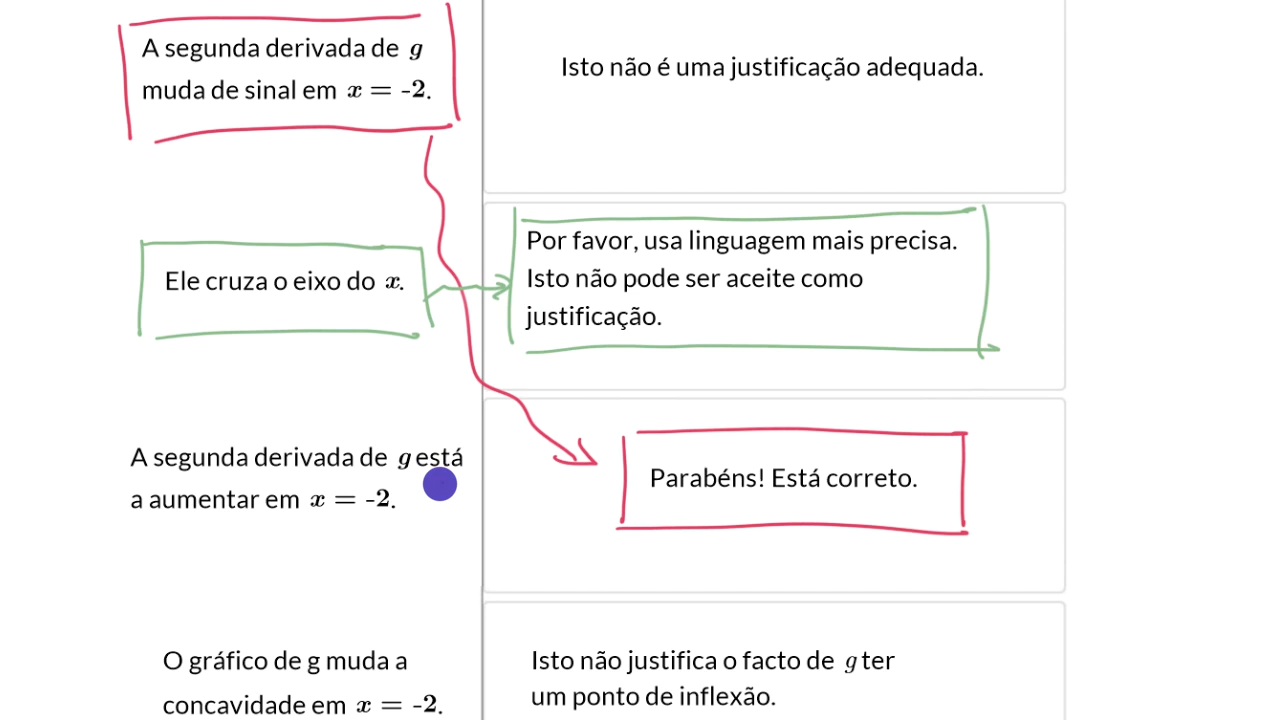 A segunda derivada de g
muda de sinal em x = -2.
Isto não é uma justificação adequada.
Ele cruza o eixo do x.
Por favor, usa linguagem mais precisa.
Isto não pode ser aceite como
justificação.
A segunda derivada de g está
a aumentar em x = -2.
Parabéns! Está correto.
O gráfico de g muda a
concavidade em x = -2.
Isto não justifica o facto de g ter
um ponto de inflexão.